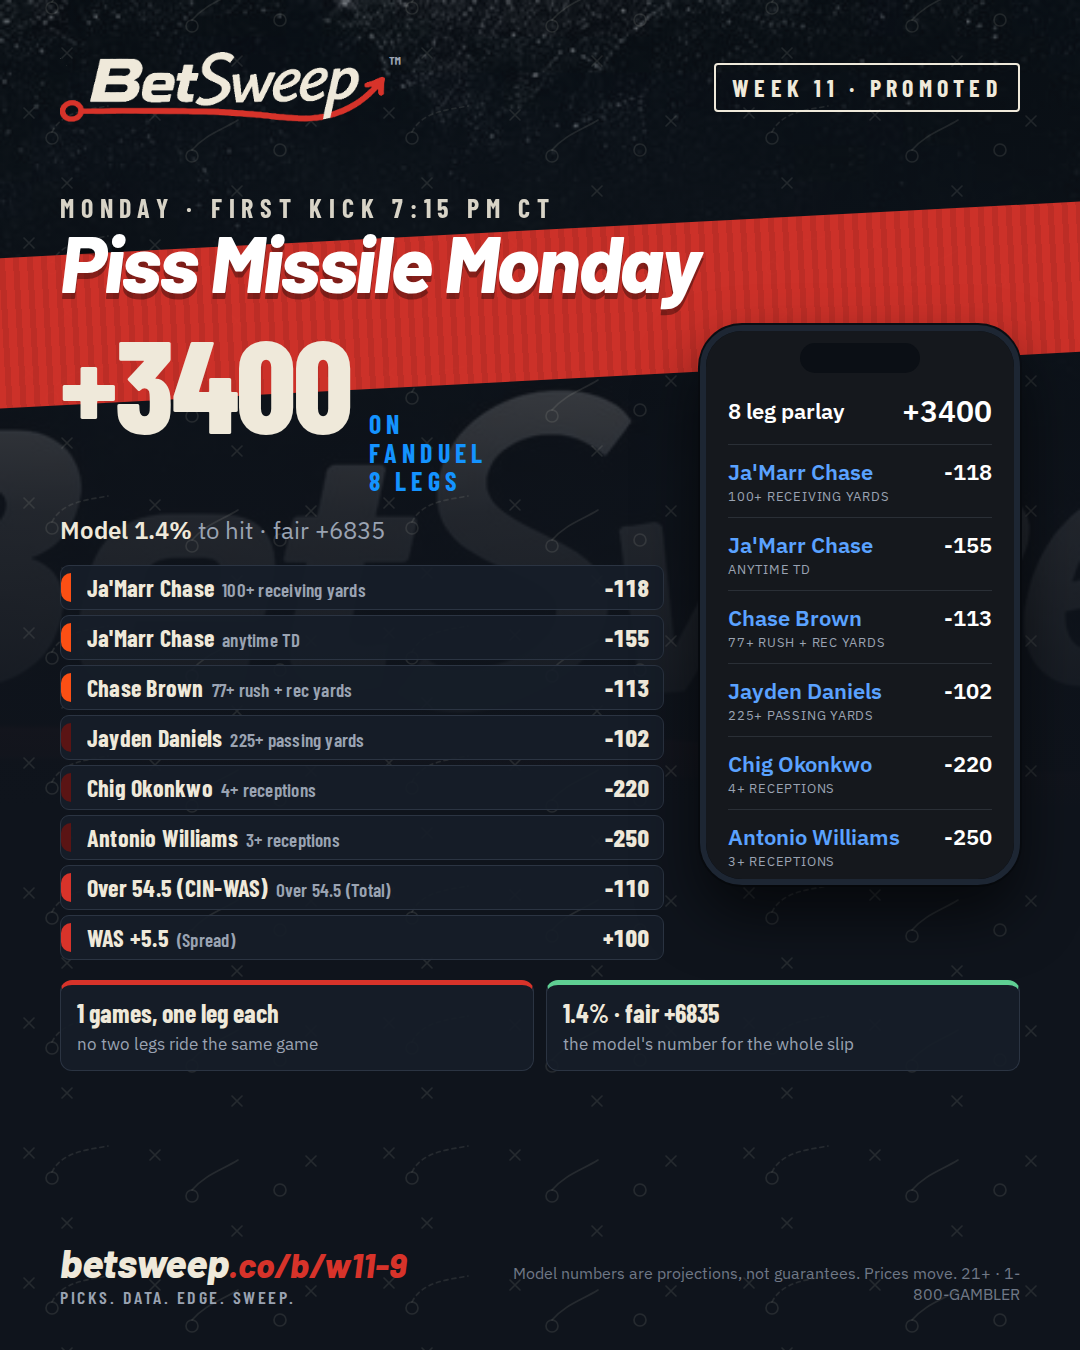 BetSweep™
WEEK 11 · PROMOTED
MONDAY · FIRST KICK 7:15 PM CT
Piss Missile Monday
+3400
ON
FANDUEL
8 LEGS
Model 1.4% to hit · fair +6835
Ja'Marr Chase 100+ receiving yards -118
Ja'Marr Chase anytime TD -155
Chase Brown 77+ rush + rec yards -113
Jayden Daniels 225+ passing yards -102
Chig Okonkwo 4+ receptions -220
Antonio Williams 3+ receptions -250
Over 54.5 (CIN-WAS) Over 54.5 (Total) -110
WAS +5.5 (Spread) +100
8 leg parlay +3400
Ja'Marr Chase -118
100+ RECEIVING YARDS
Ja'Marr Chase -155
ANYTIME TD
Chase Brown -113
77+ RUSH + REC YARDS
Jayden Daniels -102
225+ PASSING YARDS
Chig Okonkwo -220
4+ RECEPTIONS
Antonio Williams -250
3+ RECEPTIONS
1 games, one leg each
no two legs ride the same game
1.4% · fair +6835
the model's number for the whole slip
betsweep.co/b/w11-9
PICKS. DATA. EDGE. SWEEP.
Model numbers are projections, not guarantees. Prices move. 21+ · 1-
800-GAMBLER